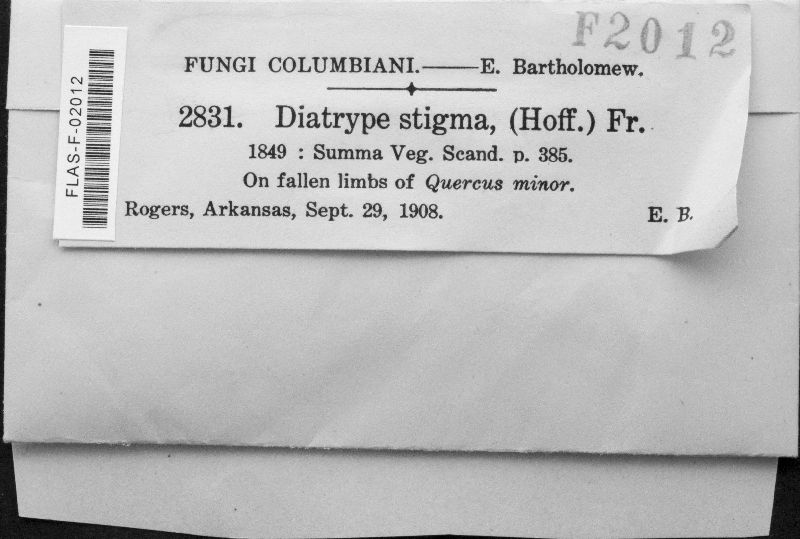 F2012
FUNGI COLUMBIANI.——E. Bartholomew.
2831. Diatrype stigma, (Hoff.) Fr.
1849 : Summa Veg. Scand. p. 385.
On fallen limbs of Quercus minor.
Rogers, Arkansas, Sept. 29, 1908. E. B.
FLAS-F-02012